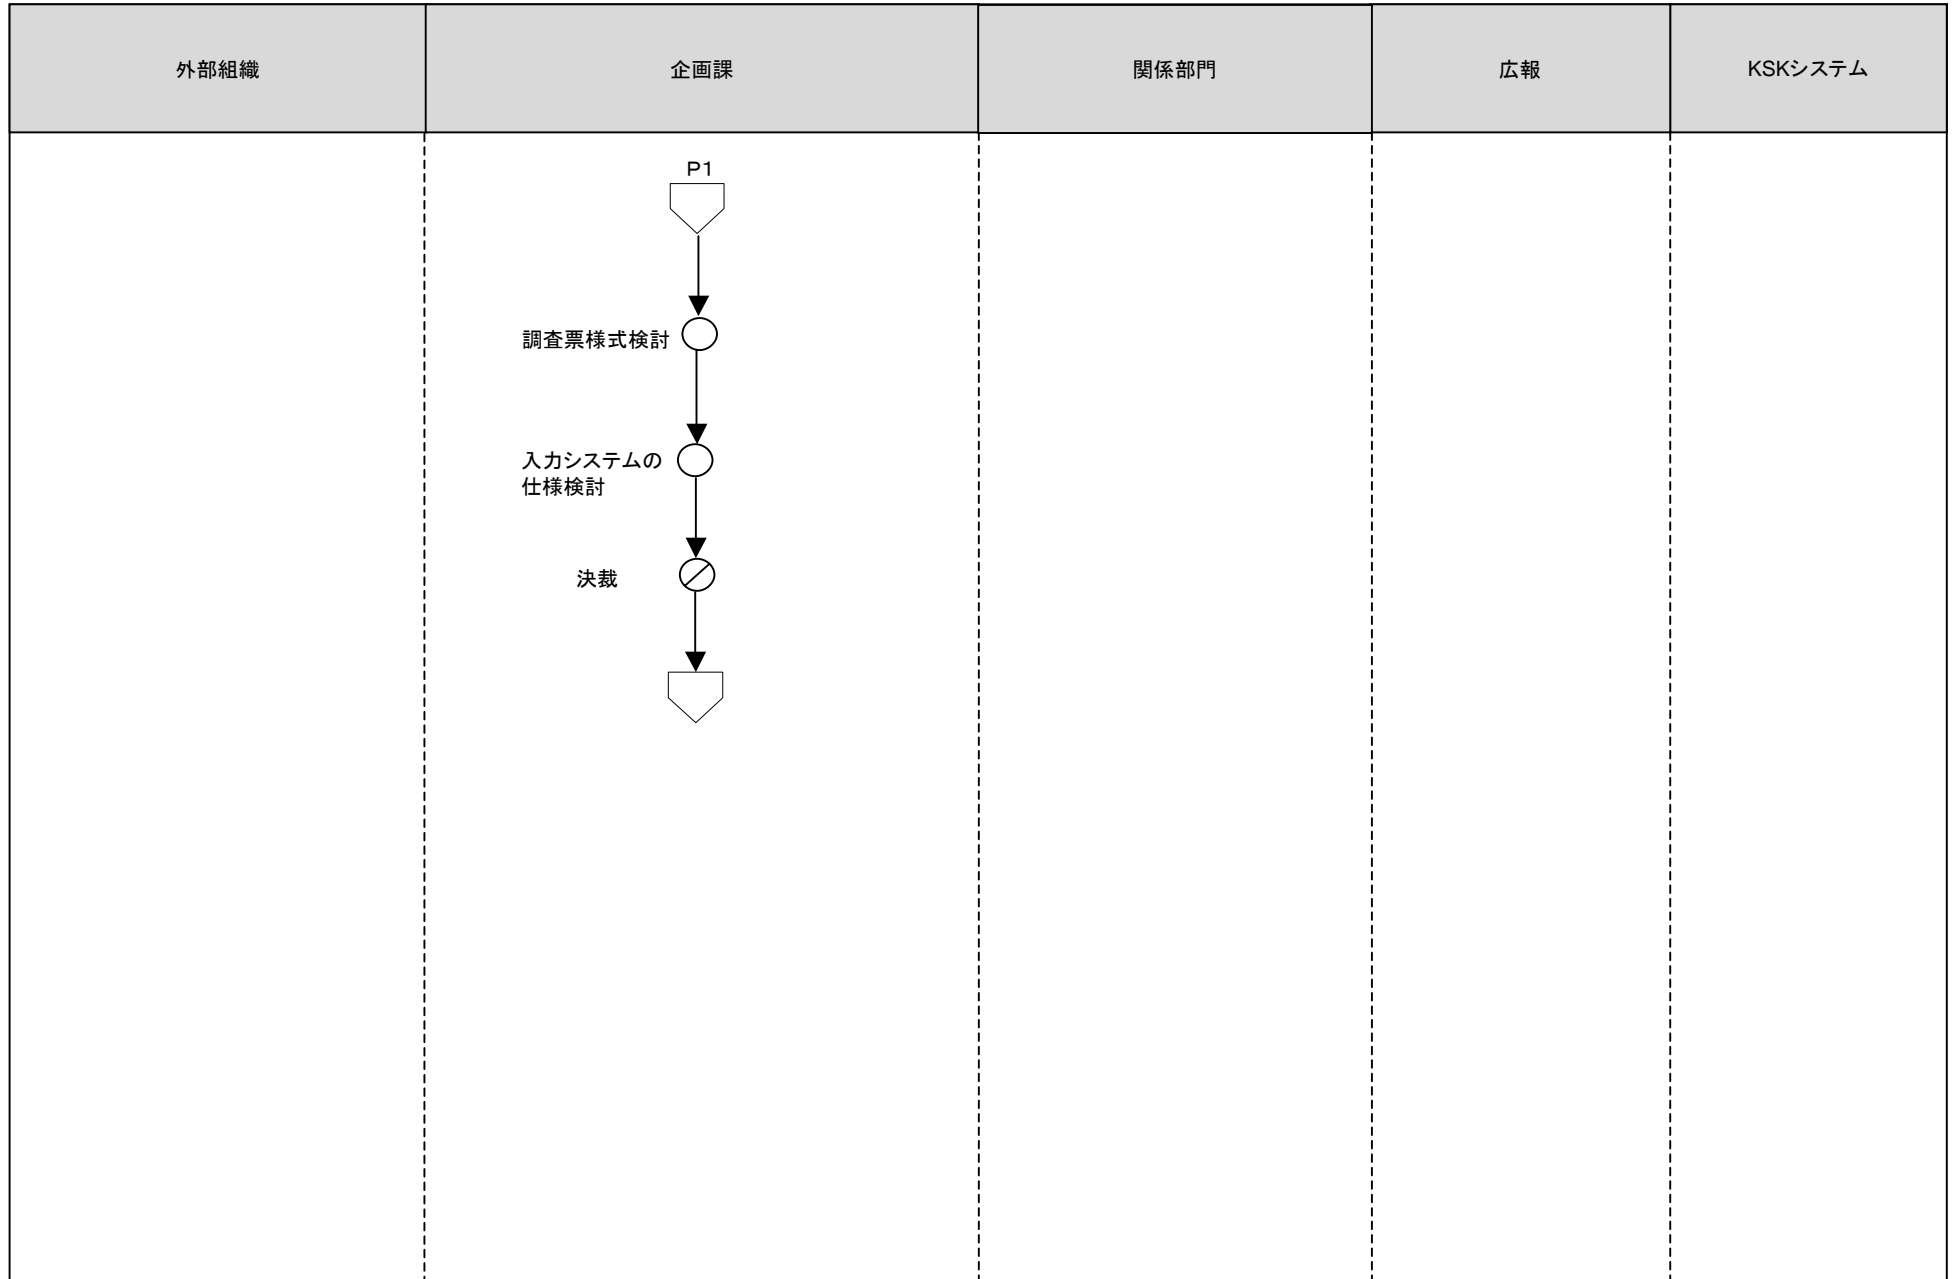 外部組織
企画課
関係部門
広報
KSKシステム
P1
調査票様式検討
入力システムの
仕様検討
決裁